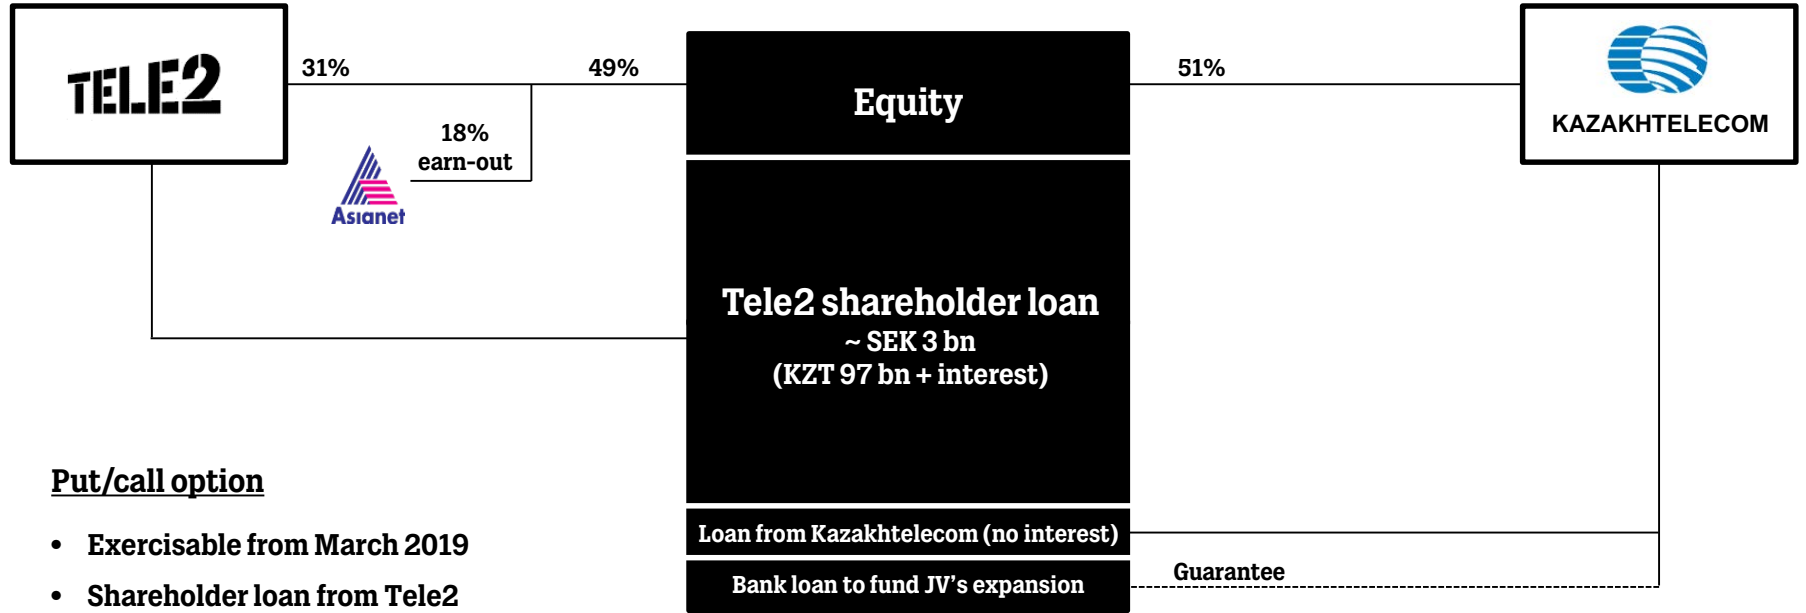 TELE2
31%
49%
18%
earn-out
Asianet
Equity
51%
KAZAKHTELECOM
Tele2 shareholder loan
~ SEK 3 bn
(KZT 97 bn + interest)
Loan from Kazakhtelecom (no interest)
Bank loan to fund JV’s expansion
Guarantee
Put/call option
• Exercisable from March 2019
• Shareholder loan from Tele2